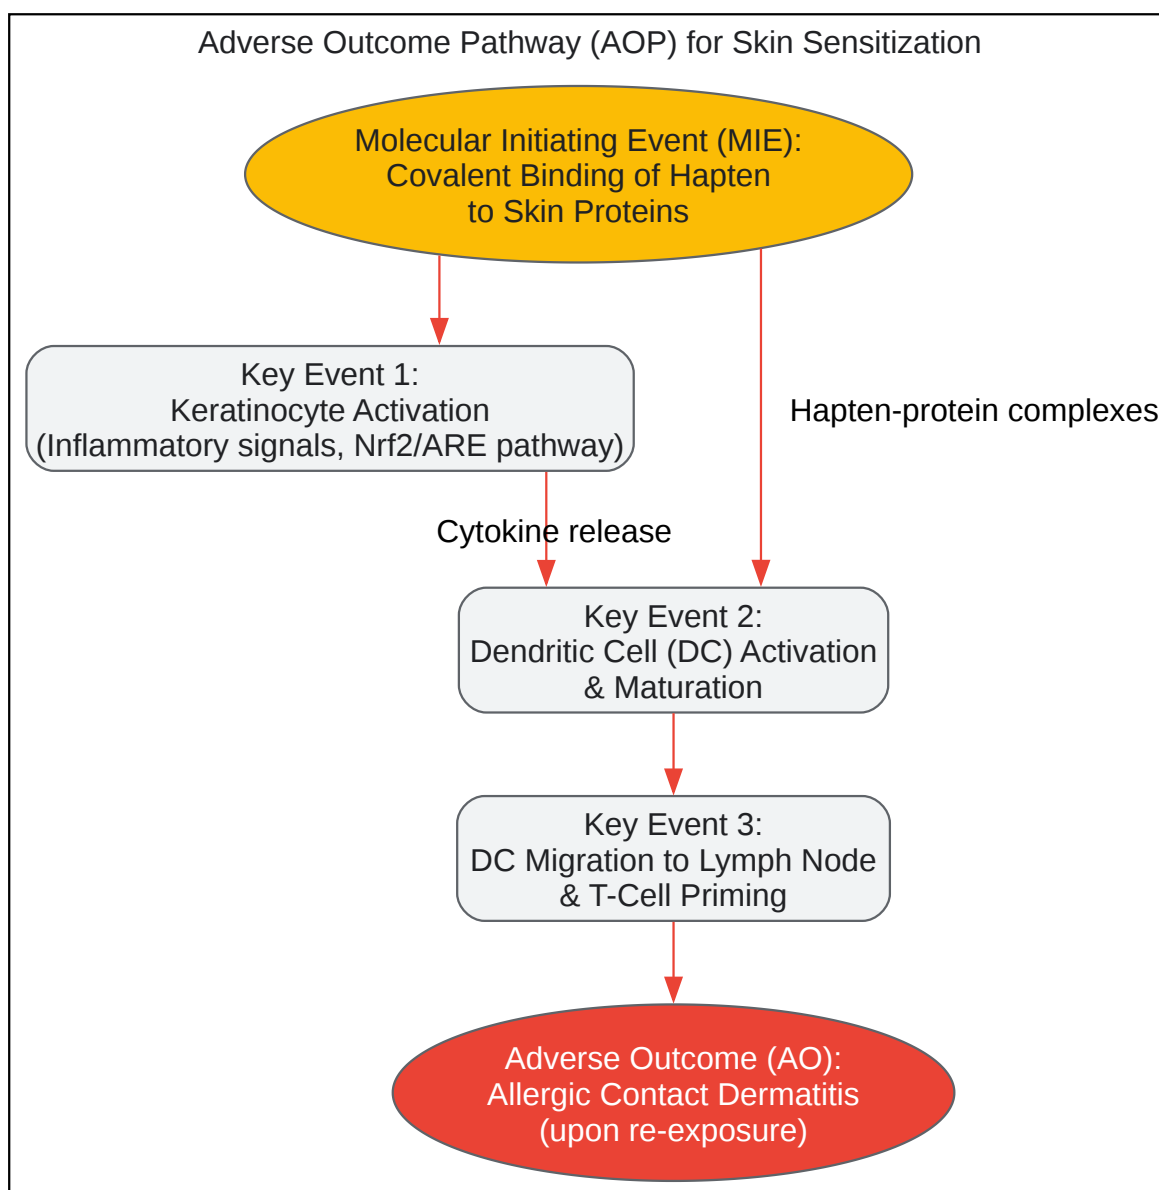 Adverse Outcome Pathway (AOP) for Skin Sensitization
Molecular Initiating Event (MIE):
Covalent Binding of Hapten
to Skin Proteins
Key Event 1:
Keratinocyte Activation
(Inflammatory signals, Nrf2/ARE pathway)
Hapten-protein complexes
Cytokine release
Key Event 2:
Dendritic Cell (DC) Activation
& Maturation
Key Event 3:
DC Migration to Lymph Node
& T-Cell Priming
Adverse Outcome (AO):
Allergic Contact Dermatitis
(upon re-exposure)